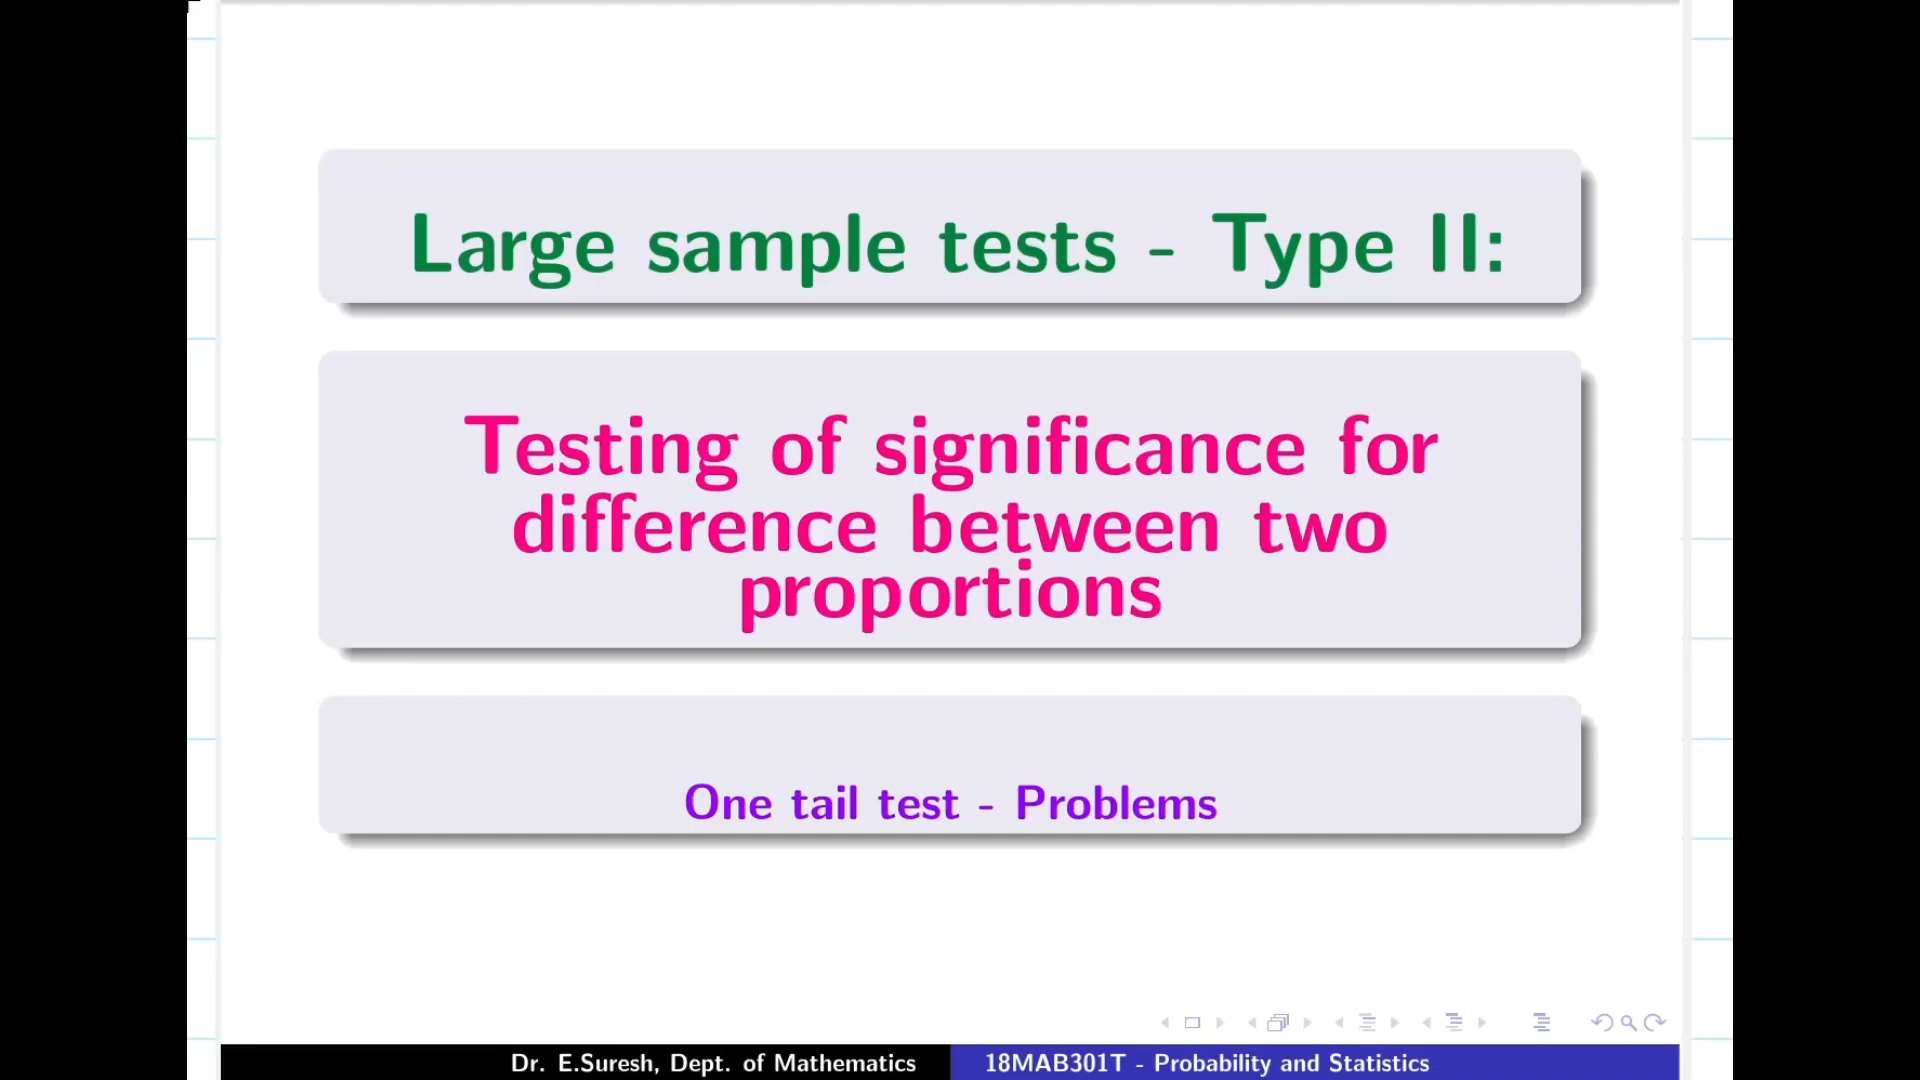 Large sample tests - Type II:
Testing of significance for
difference between two
proportions
One tail test - Problems
Dr. E.Suresh, Dept. of Mathematics
18MAB301T - Probability and Statistics